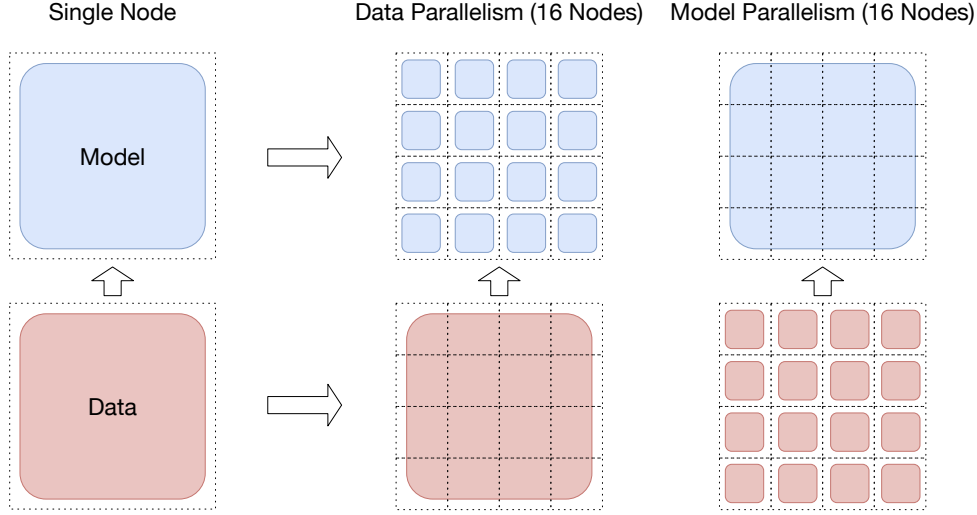 Single Node
Data Parallelism (16 Nodes)
Model Parallelism (16 Nodes)
Model
Data